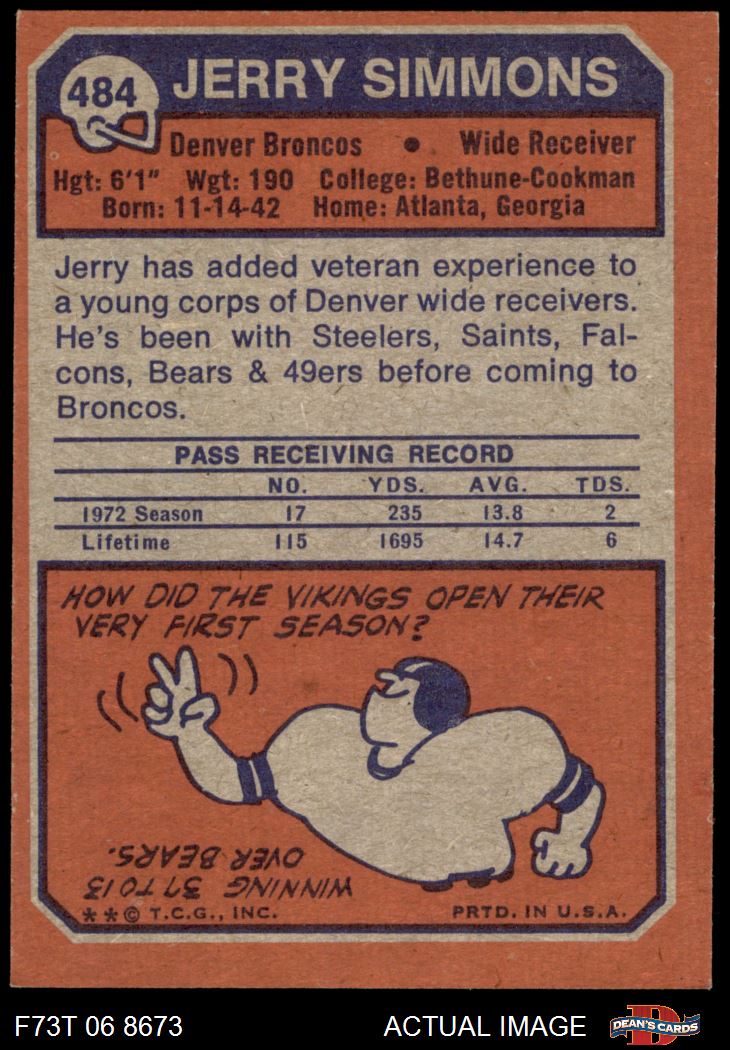 484
JERRY SIMMONS
Denver Broncos • Wide Receiver
Hgt: 6'1" Wgt: 190 College: Bethune-Cookman
Born: 11-14-42 Home: Atlanta, Georgia
Jerry has added veteran experience to
a young corps of Denver wide receivers.
He's been with Steelers, Saints, Fal-
cons, Bears & 49ers before coming to
Broncos.
PASS RECEIVING RECORD
NO. YDS. AVG. TDS.
1972 Season 17 235 13.8 2
Lifetime 115 1695 14.7 6
HOW DID THE VIKINGS OPEN THEIR
VERY FIRST SEASON?
WINNING 37 TO 13
OVER BEARS.
**© T.C.G., INC. PRTD. IN U.S.A.
F73T 06 8673 ACTUAL IMAGE
D
DEAN'S CARDS